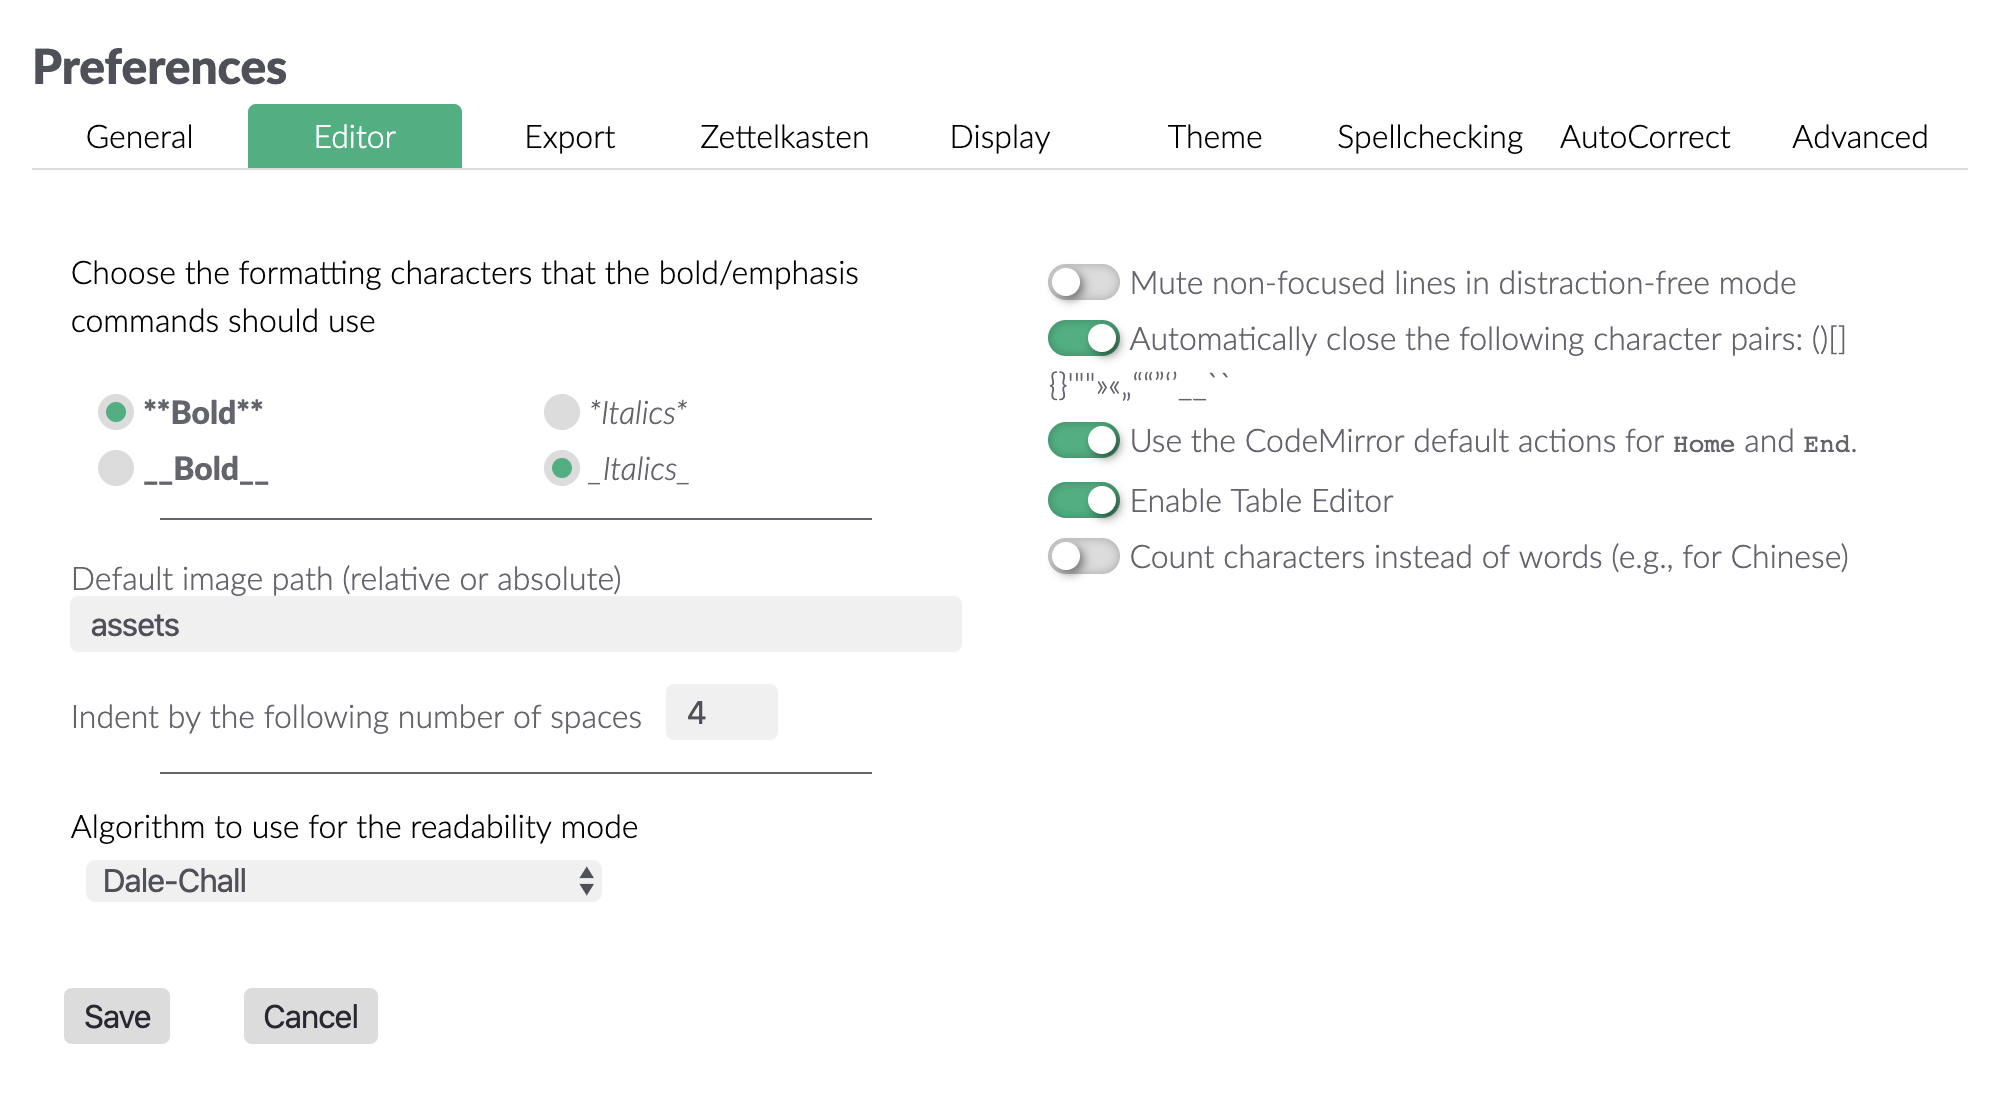 Preferences
General Editor Export Zettelkasten Display Theme Spellchecking AutoCorrect Advanced
Choose the formatting characters that the bold/emphasis
commands should use
**Bold** *Italics*
__Bold__ _Italics_
Default image path (relative or absolute)
assets
Indent by the following number of spaces 4
Algorithm to use for the readability mode
Dale-Chall
Save Cancel
Mute non-focused lines in distraction-free mode
Automatically close the following character pairs: ()[]
{}'""»«„““”‘’__``
Use the CodeMirror default actions for Home and End.
Enable Table Editor
Count characters instead of words (e.g., for Chinese)